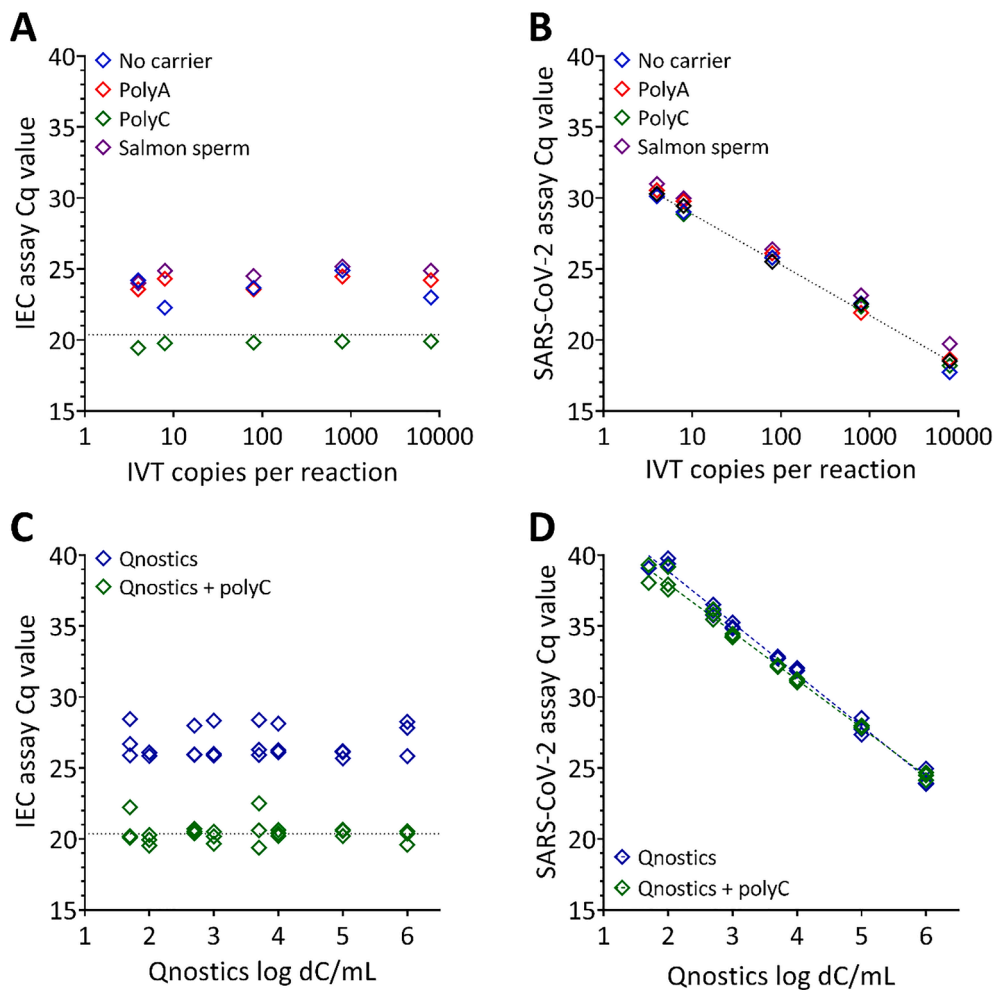 A
IEC assay Cq value
40
35
30
25
20
15
No carrier
PolyA
PolyC
Salmon sperm
1
10
100
1000
10000
IVT copies per reaction
B
SARS-CoV-2 assay Cq value
40
35
30
25
20
15
No carrier
PolyA
PolyC
Salmon sperm
1
10
100
1000
10000
IVT copies per reaction
C
IEC assay Cq value
40
35
30
25
20
15
Qnostics
Qnostics + polyC
1
2
3
4
5
6
Qnostics log dC/mL
D
SARS-CoV-2 assay Cq value
40
35
30
25
20
15
Qnostics
Qnostics + polyC
1
2
3
4
5
6
Qnostics log dC/mL